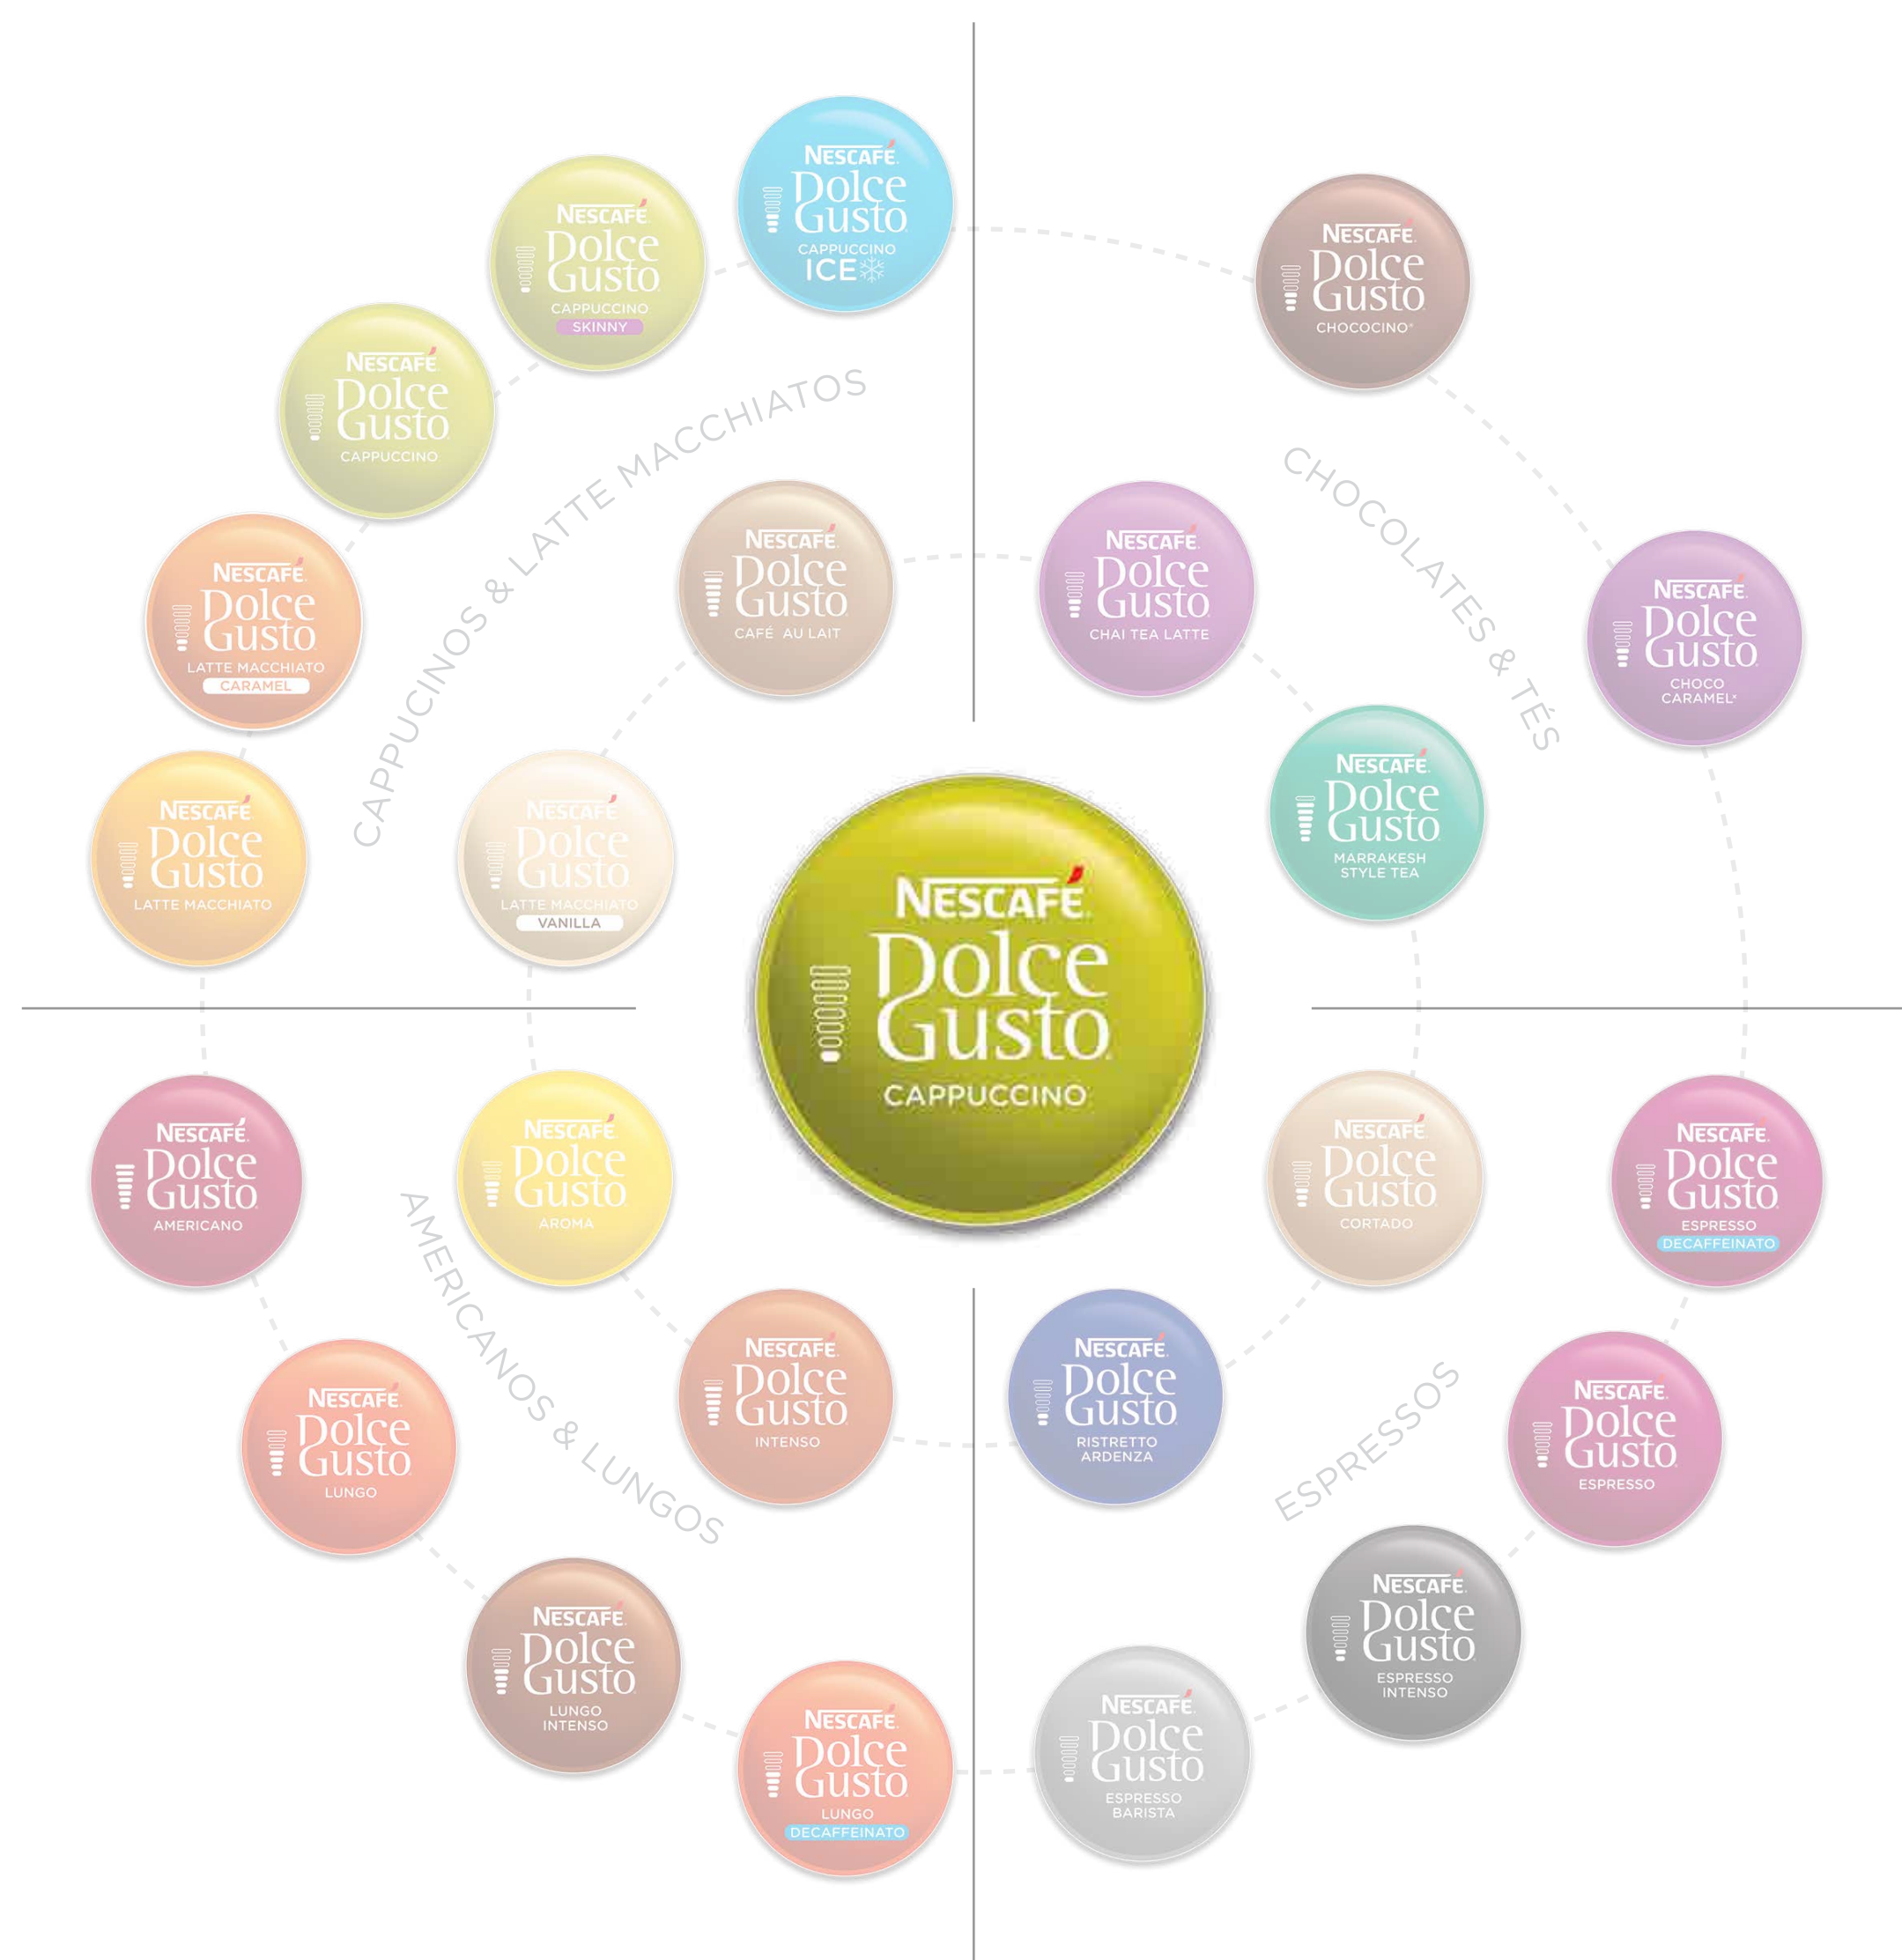 NESCAFÉ
Dolce
Gusto
CAPPUCCINO
ICE
NESCAFÉ
Dolce
Gusto
CAPPUCCINO
SKINNY
NESCAFÉ
Dolce
Gusto
CAPPUCCINO
NESCAFÉ
Dolce
Gusto
LATTE MACCHIATO
CARAMEL
NESCAFÉ
Dolce
Gusto
LATTE MACCHIATO
CAPPUCINOS & LATTE MACCHIATOS
NESCAFÉ
Dolce
Gusto
CAFÉ AU LAIT
NESCAFÉ
Dolce
Gusto
LATTE MACCHIATO
VANILLA
NESCAFÉ
Dolce
Gusto
CHOCOCINO®
NESCAFÉ
Dolce
Gusto
CHOCO
CARAMEL*
CHOCOLATES & TÉS
NESCAFÉ
Dolce
Gusto
CHAI TEA LATTE
NESCAFÉ
Dolce
Gusto
MARRAKESH
STYLE TEA
NESCAFÉ
Dolce
Gusto
CAPPUCCINO
NESCAFÉ
Dolce
Gusto
AMERICANO
NESCAFÉ
Dolce
Gusto
AROMA
NESCAFÉ
Dolce
Gusto
INTENSO
AMERICANOS & LUNGOS
NESCAFÉ
Dolce
Gusto
LUNGO
NESCAFÉ
Dolce
Gusto
LUNGO
INTENSO
NESCAFÉ
Dolce
Gusto
LUNGO
DECAFFEINATO
NESCAFÉ
Dolce
Gusto
CORTADO
NESCAFÉ
Dolce
Gusto
ESPRESSO
DECAFFEINATO
NESCAFÉ
Dolce
Gusto
RISTRETTO
ARDENZA
ESPRESSOS
NESCAFÉ
Dolce
Gusto
ESPRESSO
NESCAFÉ
Dolce
Gusto
ESPRESSO
INTENSO
NESCAFÉ
Dolce
Gusto
ESPRESSO
BARISTA